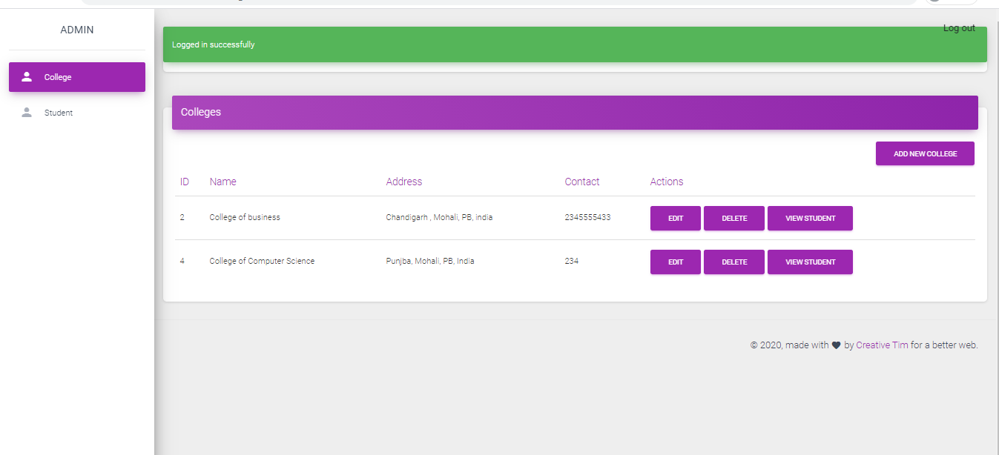 ADMIN
Log out
Logged in successfully
College
Student
Colleges
ADD NEW COLLEGE
ID Name Address Contact Actions
2 College of business Chandigarh , Mohali, PB, india 2345555433 EDIT DELETE VIEW STUDENT
4 College of Computer Science Punjba, Mohali, PB, India 234 EDIT DELETE VIEW STUDENT
© 2020, made with by Creative Tim for a better web.